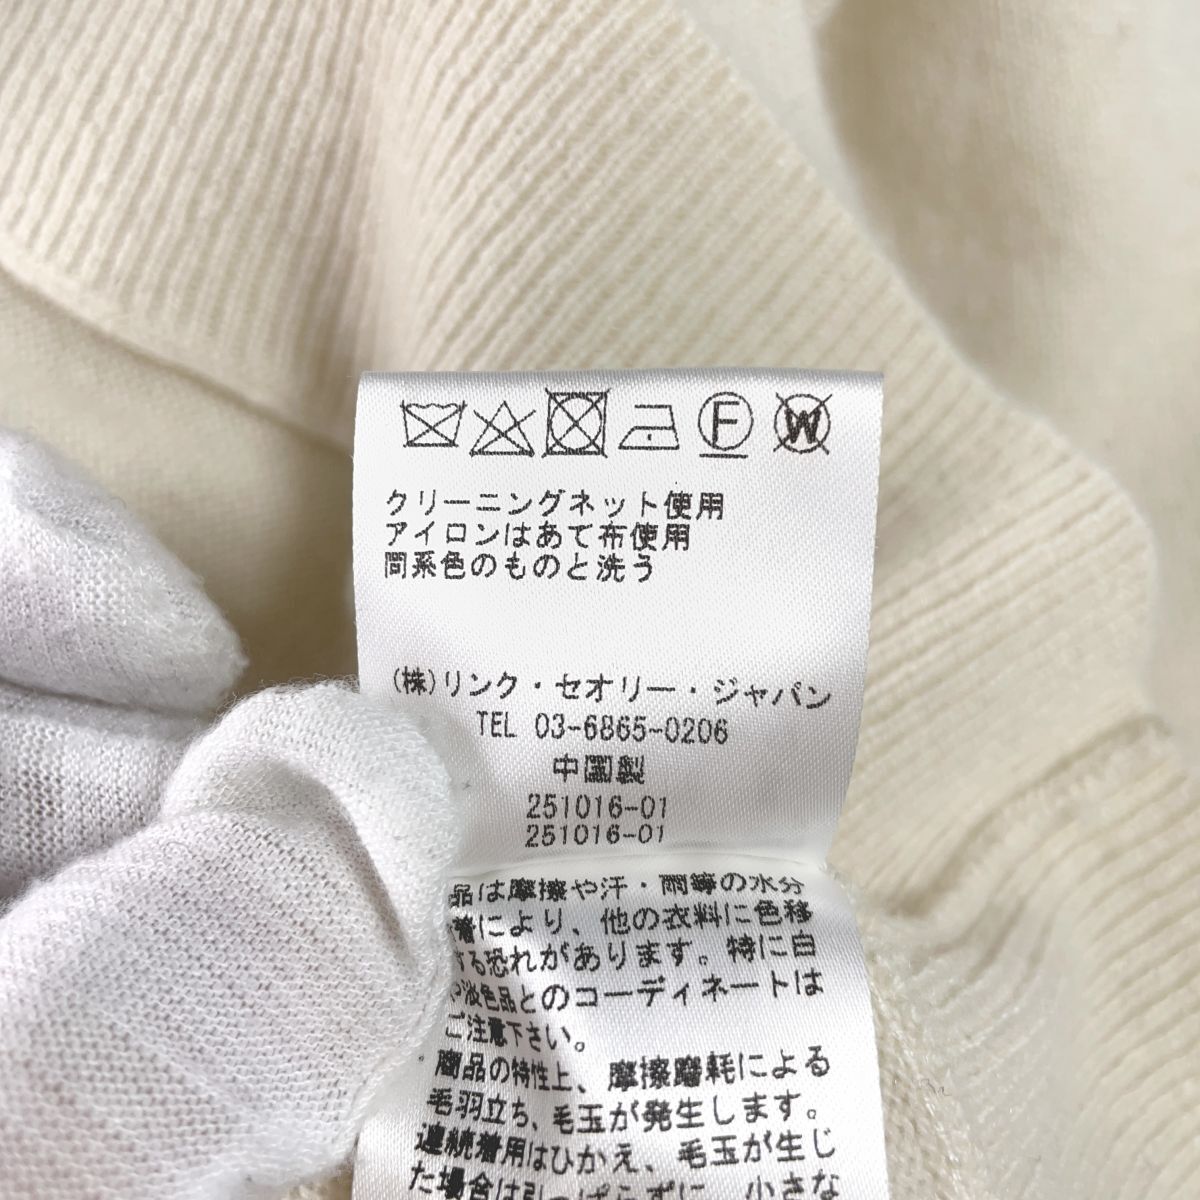 F W
クリーニングネット使用
アイロンはあて布使用
同系色のものと洗う
(株)リンク・セオリー・ジャパン
TEL 03-6865-0206
中国製
251016-01
251016-01
品は摩擦や汗・雨等の水分
着により、他の衣料に色移
する恐れがあります。特に白
や淡色品とのコーディネートは
ご注意下さい。
商品の特性上、摩擦磨耗による
毛羽立ち、毛玉が発生します。
連続着用はひかえ、毛玉が生じ
た場合は引っぱらずに、小さな